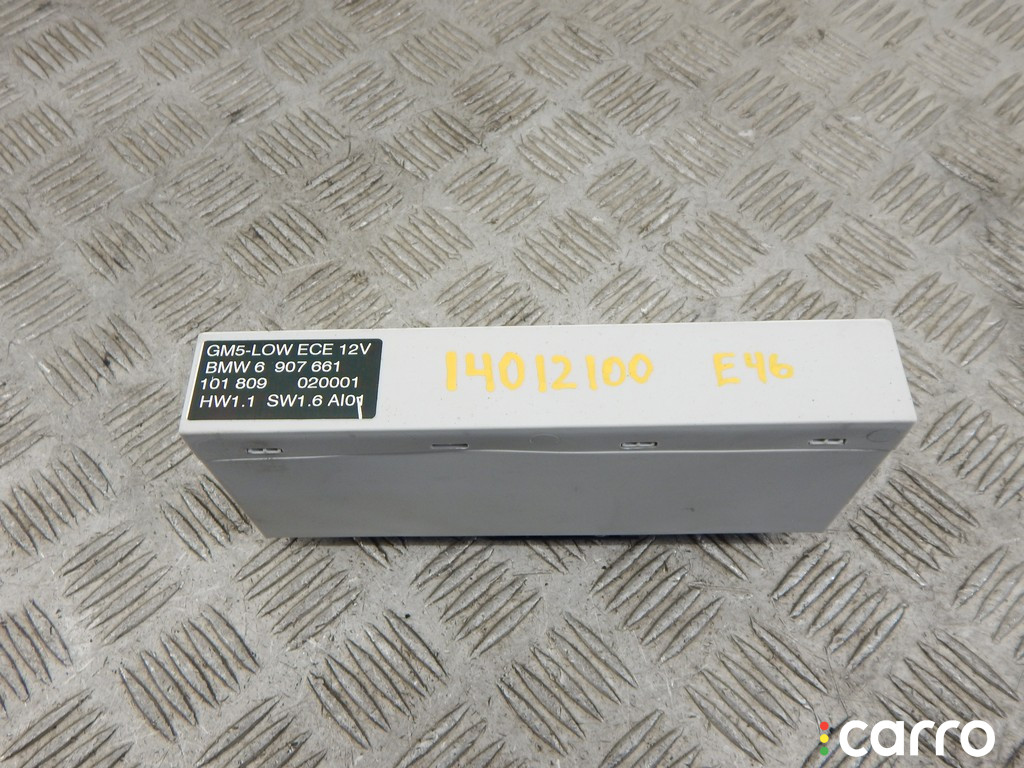 GM5-LOW ECE 12V
BMW 6 907 661
101 809 020001
HW1.1 SW1.6 AI01
14012100 E46
carro